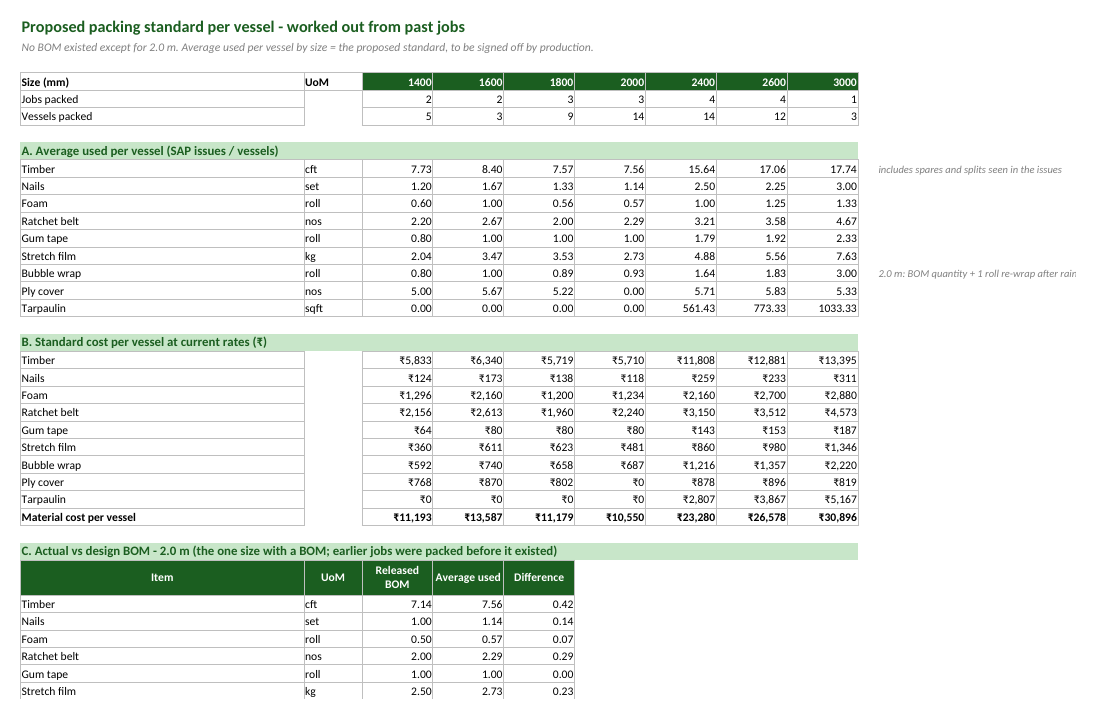 Proposed packing standard per vessel - worked out from past jobs
No BOM existed except for 2.0 m. Average used per vessel by size = the proposed standard, to be signed off by production.
Size (mm) UoM 1400 1600 1800 2000 2400 2600 3000
Jobs packed 2 2 3 3 4 4 1
Vessels packed 5 3 9 14 14 12 3
A. Average used per vessel (SAP issues / vessels)
Timber cft 7.73 8.40 7.57 7.56 15.64 17.06 17.74 includes spares and splits seen in the issues
Nails set 1.20 1.67 1.33 1.14 2.50 2.25 3.00
Foam roll 0.60 1.00 0.56 0.57 1.00 1.25 1.33
Ratchet belt nos 2.20 2.67 2.00 2.29 3.21 3.58 4.67
Gum tape roll 0.80 1.00 1.00 1.00 1.79 1.92 2.33
Stretch film kg 2.04 3.47 3.53 2.73 4.88 5.56 7.63
Bubble wrap roll 0.80 1.00 0.89 0.93 1.64 1.83 3.00 2.0 m: BOM quantity + 1 roll re-wrap after rain
Ply cover nos 5.00 5.67 5.22 0.00 5.71 5.83 5.33
Tarpaulin sqft 0.00 0.00 0.00 0.00 561.43 773.33 1033.33
B. Standard cost per vessel at current rates (₹)
Timber ₹5,833 ₹6,340 ₹5,719 ₹5,710 ₹11,808 ₹12,881 ₹13,395
Nails ₹124 ₹173 ₹138 ₹118 ₹259 ₹233 ₹311
Foam ₹1,296 ₹2,160 ₹1,200 ₹1,234 ₹2,160 ₹2,700 ₹2,880
Ratchet belt ₹2,156 ₹2,613 ₹1,960 ₹2,240 ₹3,150 ₹3,512 ₹4,573
Gum tape ₹64 ₹80 ₹80 ₹80 ₹143 ₹153 ₹187
Stretch film ₹360 ₹611 ₹623 ₹481 ₹860 ₹980 ₹1,346
Bubble wrap ₹592 ₹740 ₹658 ₹687 ₹1,216 ₹1,357 ₹2,220
Ply cover ₹768 ₹870 ₹802 ₹0 ₹878 ₹896 ₹819
Tarpaulin ₹0 ₹0 ₹0 ₹0 ₹2,807 ₹3,867 ₹5,167
Material cost per vessel ₹11,193 ₹13,587 ₹11,179 ₹10,550 ₹23,280 ₹26,578 ₹30,896
C. Actual vs design BOM - 2.0 m (the one size with a BOM; earlier jobs were packed before it existed)
Item UoM Released BOM Average used Difference
Timber cft 7.14 7.56 0.42
Nails set 1.00 1.14 0.14
Foam roll 0.50 0.57 0.07
Ratchet belt nos 2.00 2.29 0.29
Gum tape roll 1.00 1.00 0.00
Stretch film kg 2.50 2.73 0.23